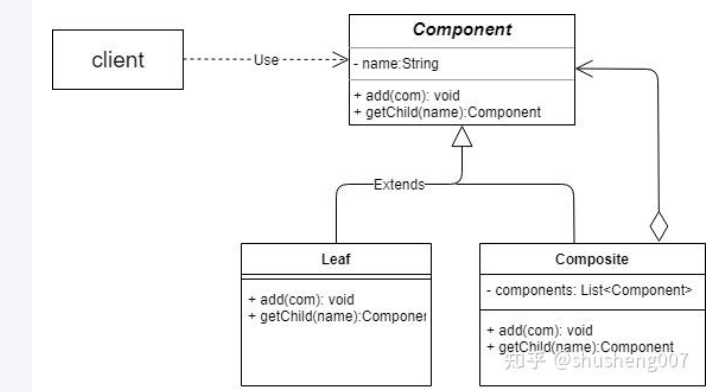 client
Use
Component
- name:String
+ add(com): void
+ getChild(name):Component
Extends
Leaf
+ add(com): void
+ getChild(name):Componen
Composite
- components: List<Component>
+ add(com): void
+ getChild(name):Component
知乎 @shusheng007